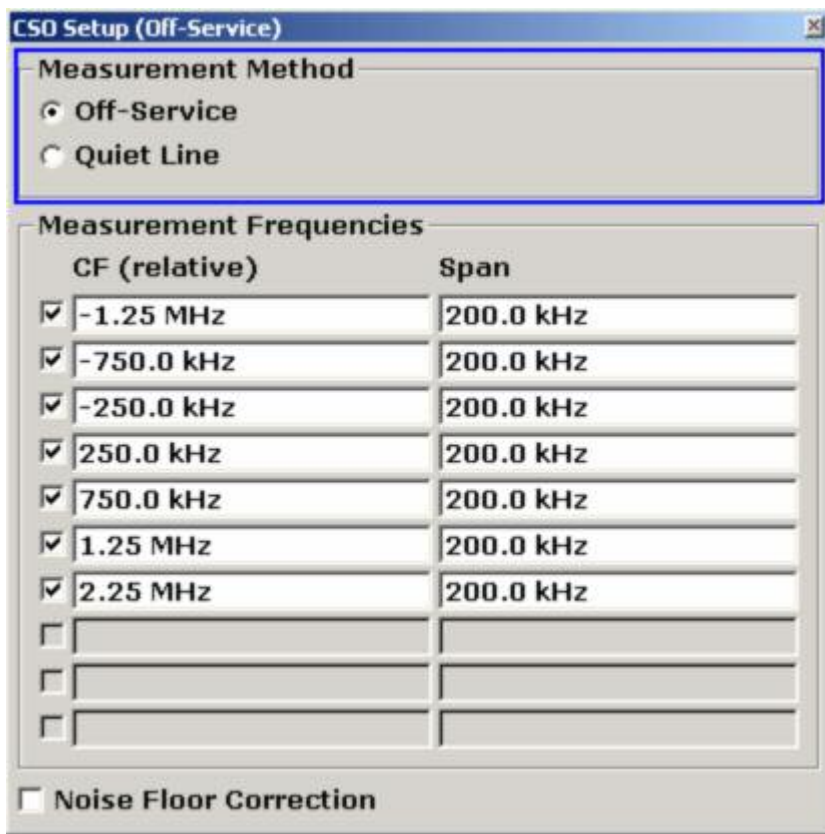 CSO Setup (Off-Service)
Measurement Method
Off-Service
Quiet Line
Measurement Frequencies
CF (relative) Span
-1.25 MHz 200.0 kHz
-750.0 kHz 200.0 kHz
-250.0 kHz 200.0 kHz
250.0 kHz 200.0 kHz
750.0 kHz 200.0 kHz
1.25 MHz 200.0 kHz
2.25 MHz 200.0 kHz
Noise Floor Correction